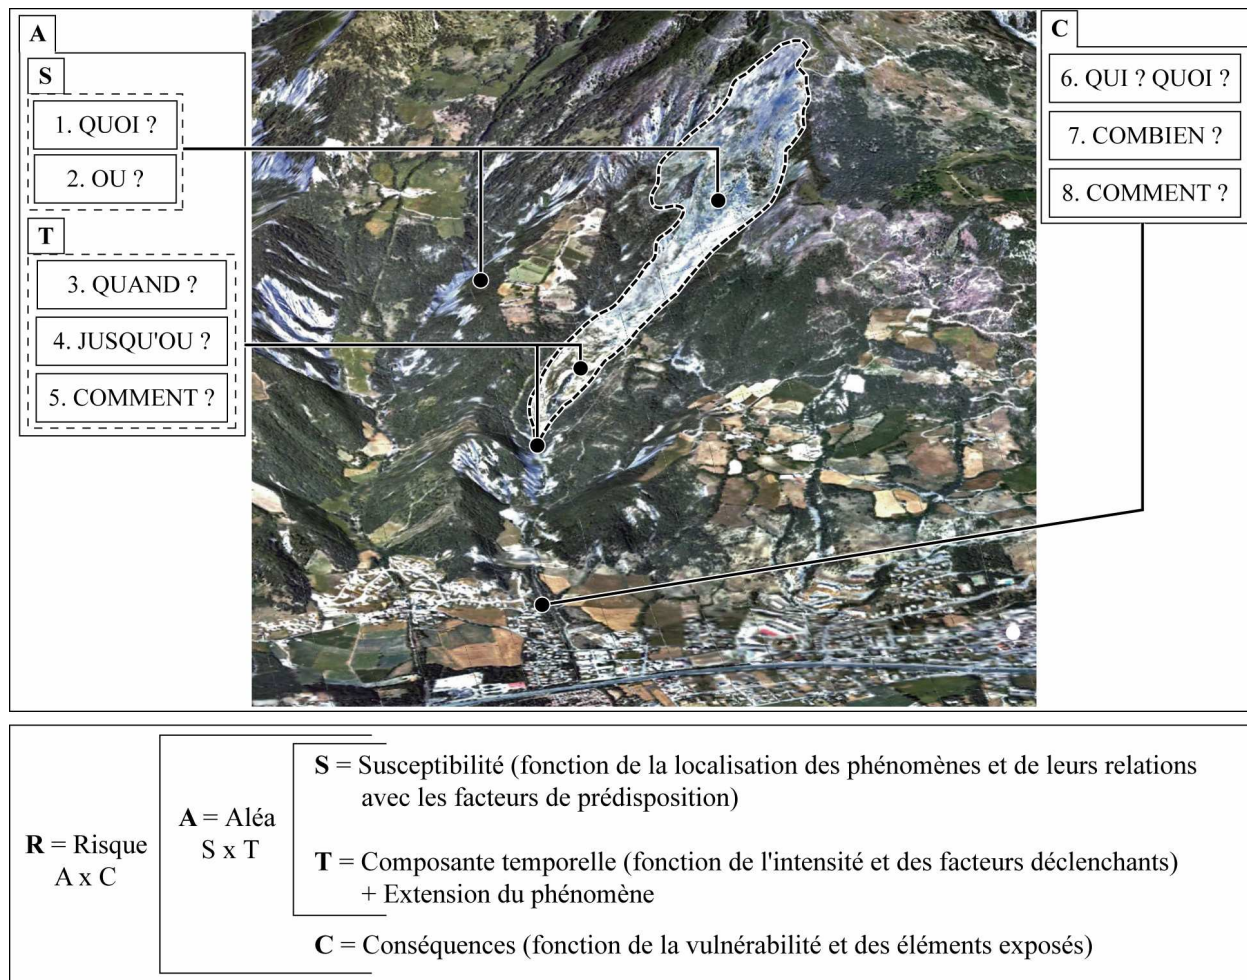 A
S
1. QUOI ?
2. OU ?
T
3. QUAND ?
4. JUSQU'OU ?
5. COMMENT ?
C
6. QUI ? QUOI ?
7. COMBIEN ?
8. COMMENT ?
R = Risque
A x C
A = Aléa
S x T
S = Susceptibilité (fonction de la localisation des phénomènes et de leurs relations
avec les facteurs de prédisposition)
T = Composante temporelle (fonction de l'intensité et des facteurs déclenchants)
+ Extension du phénomène
C = Conséquences (fonction de la vulnérabilité et des éléments exposés)